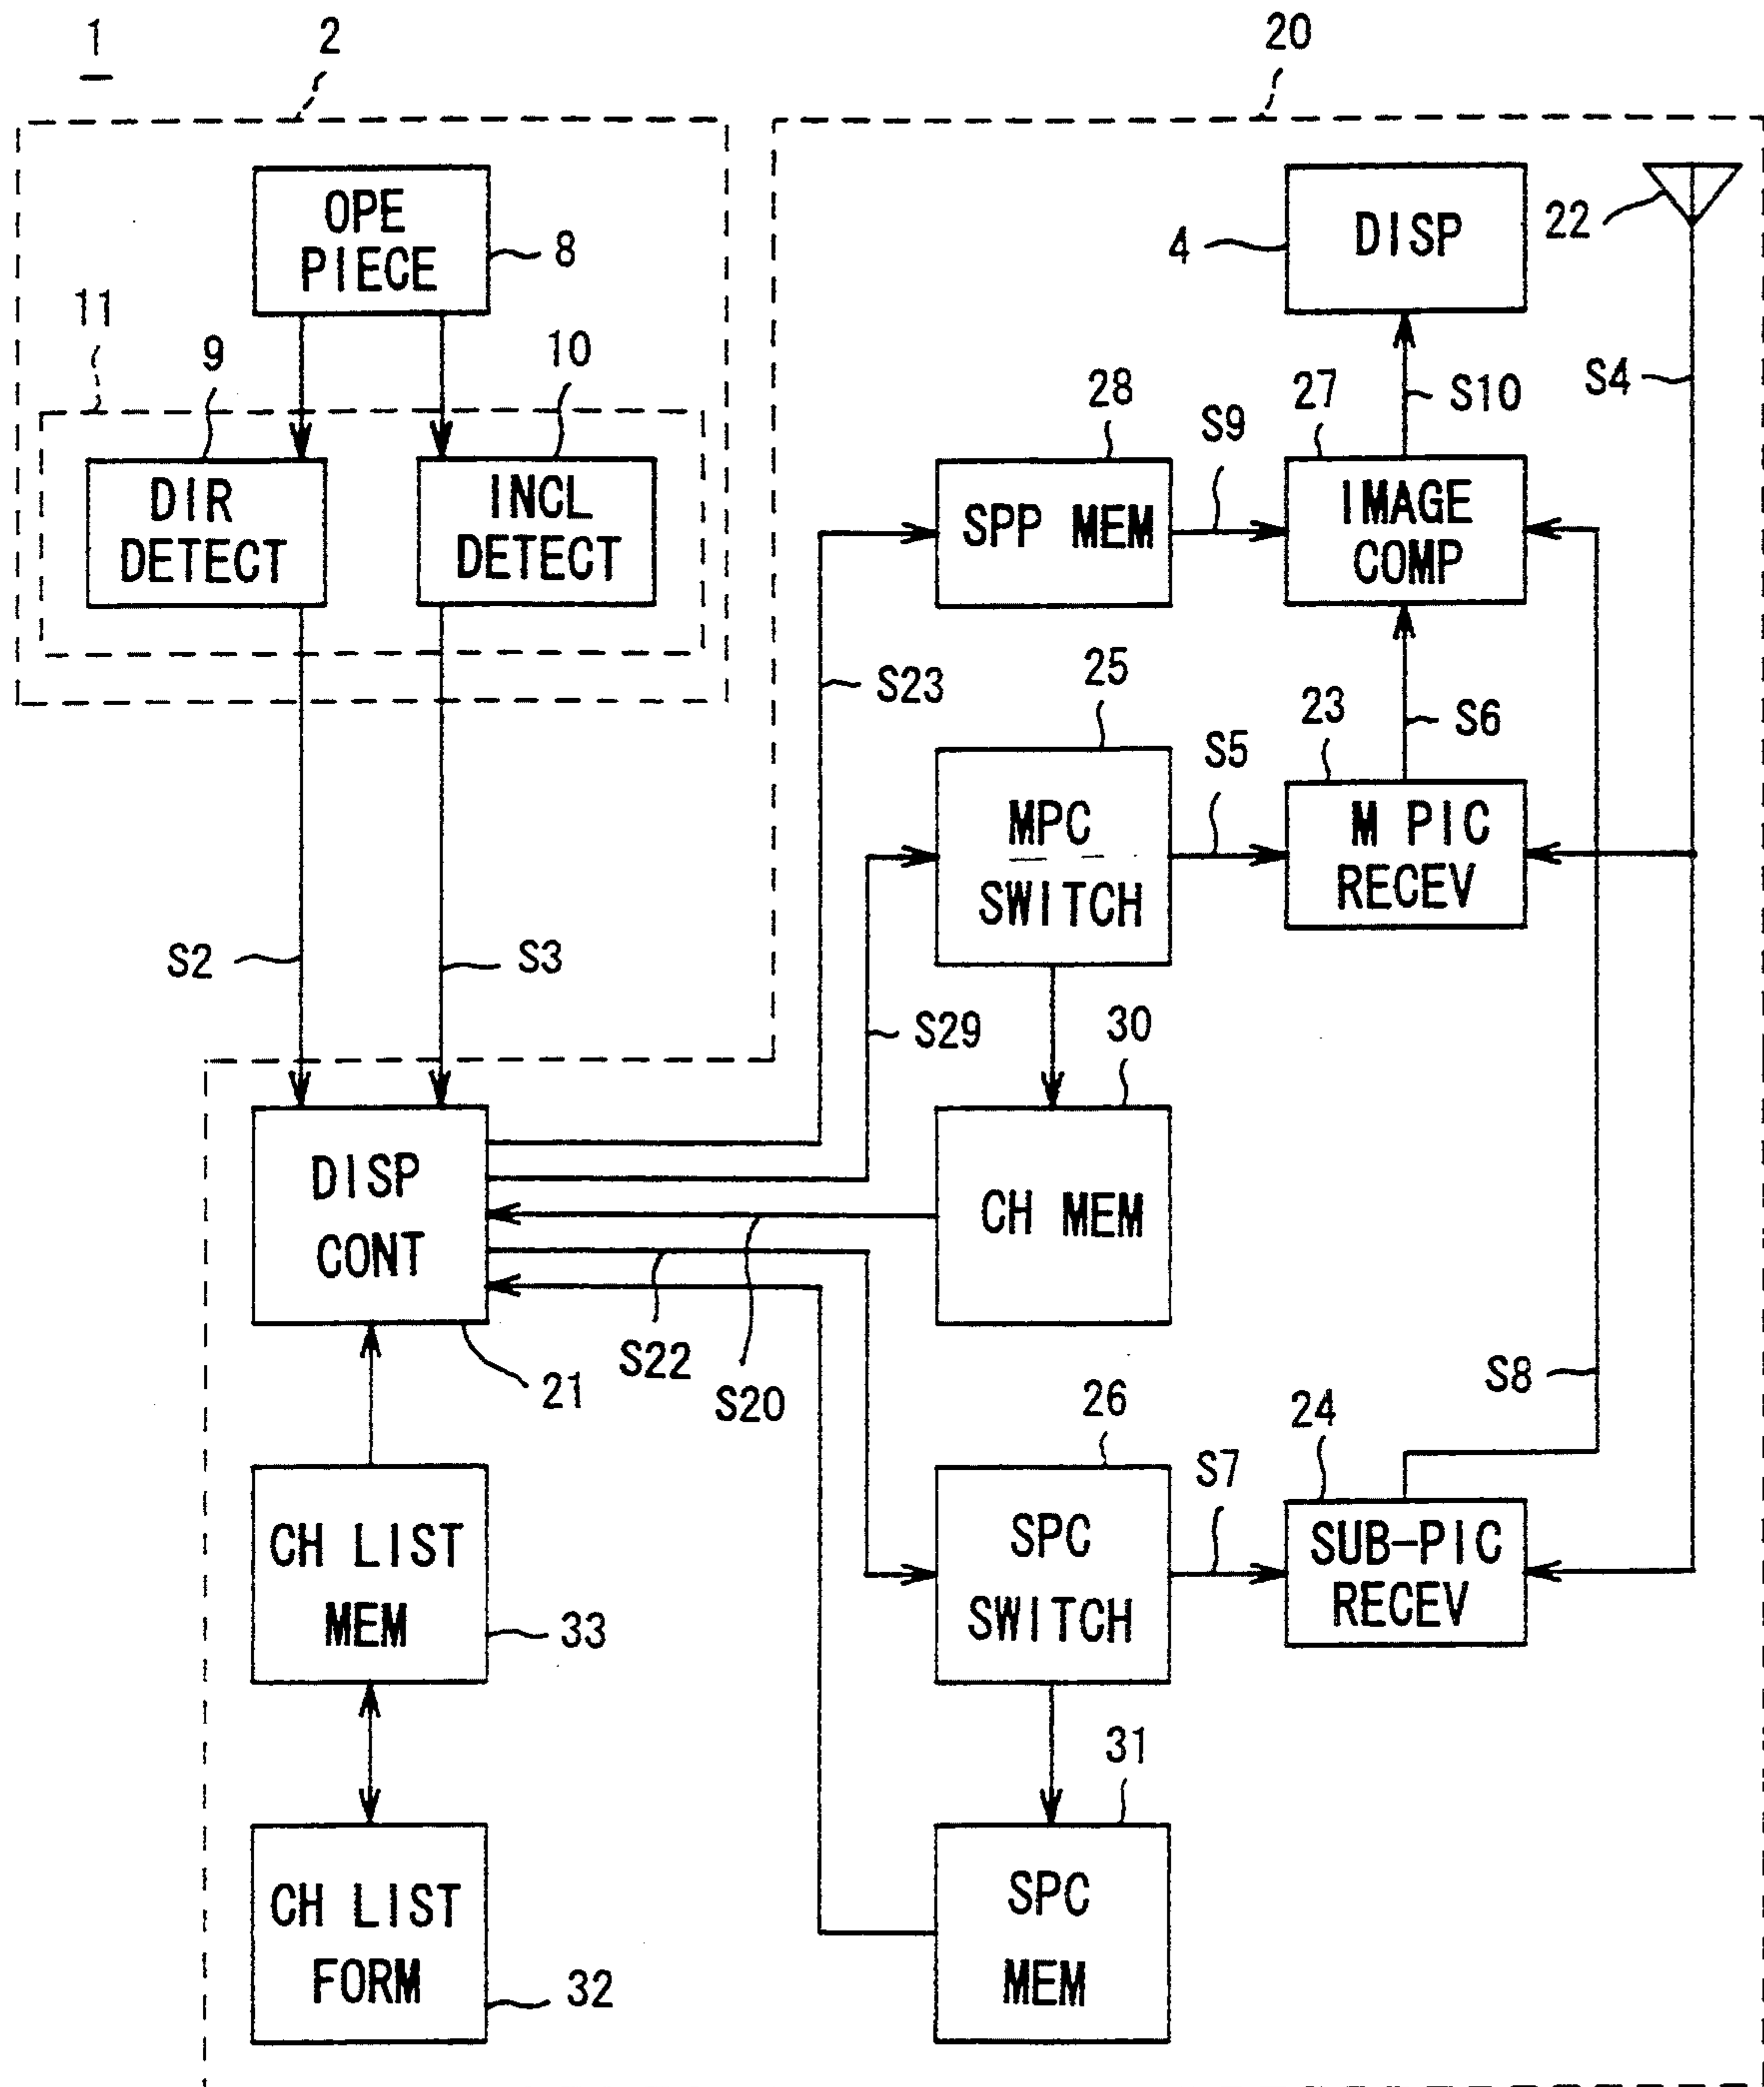 1
2
20
OPE
PIECE
8
DISP
4
22
11
9
10
S4
28
S9
27
S10
DIR
DETECT
INCL
DETECT
SPP MEM
IMAGE
COMP
S23
25
S5
23
S6
MPC
SWITCH
M PIC
RECEV
S2
S3
S29
30
DISP
CONT
CH MEM
S22
S20
21
26
S7
24
S8
CH LIST
MEM
33
SPC
SWITCH
SUB-PIC
RECEV
31
CH LIST
FORM
32
SPC
MEM